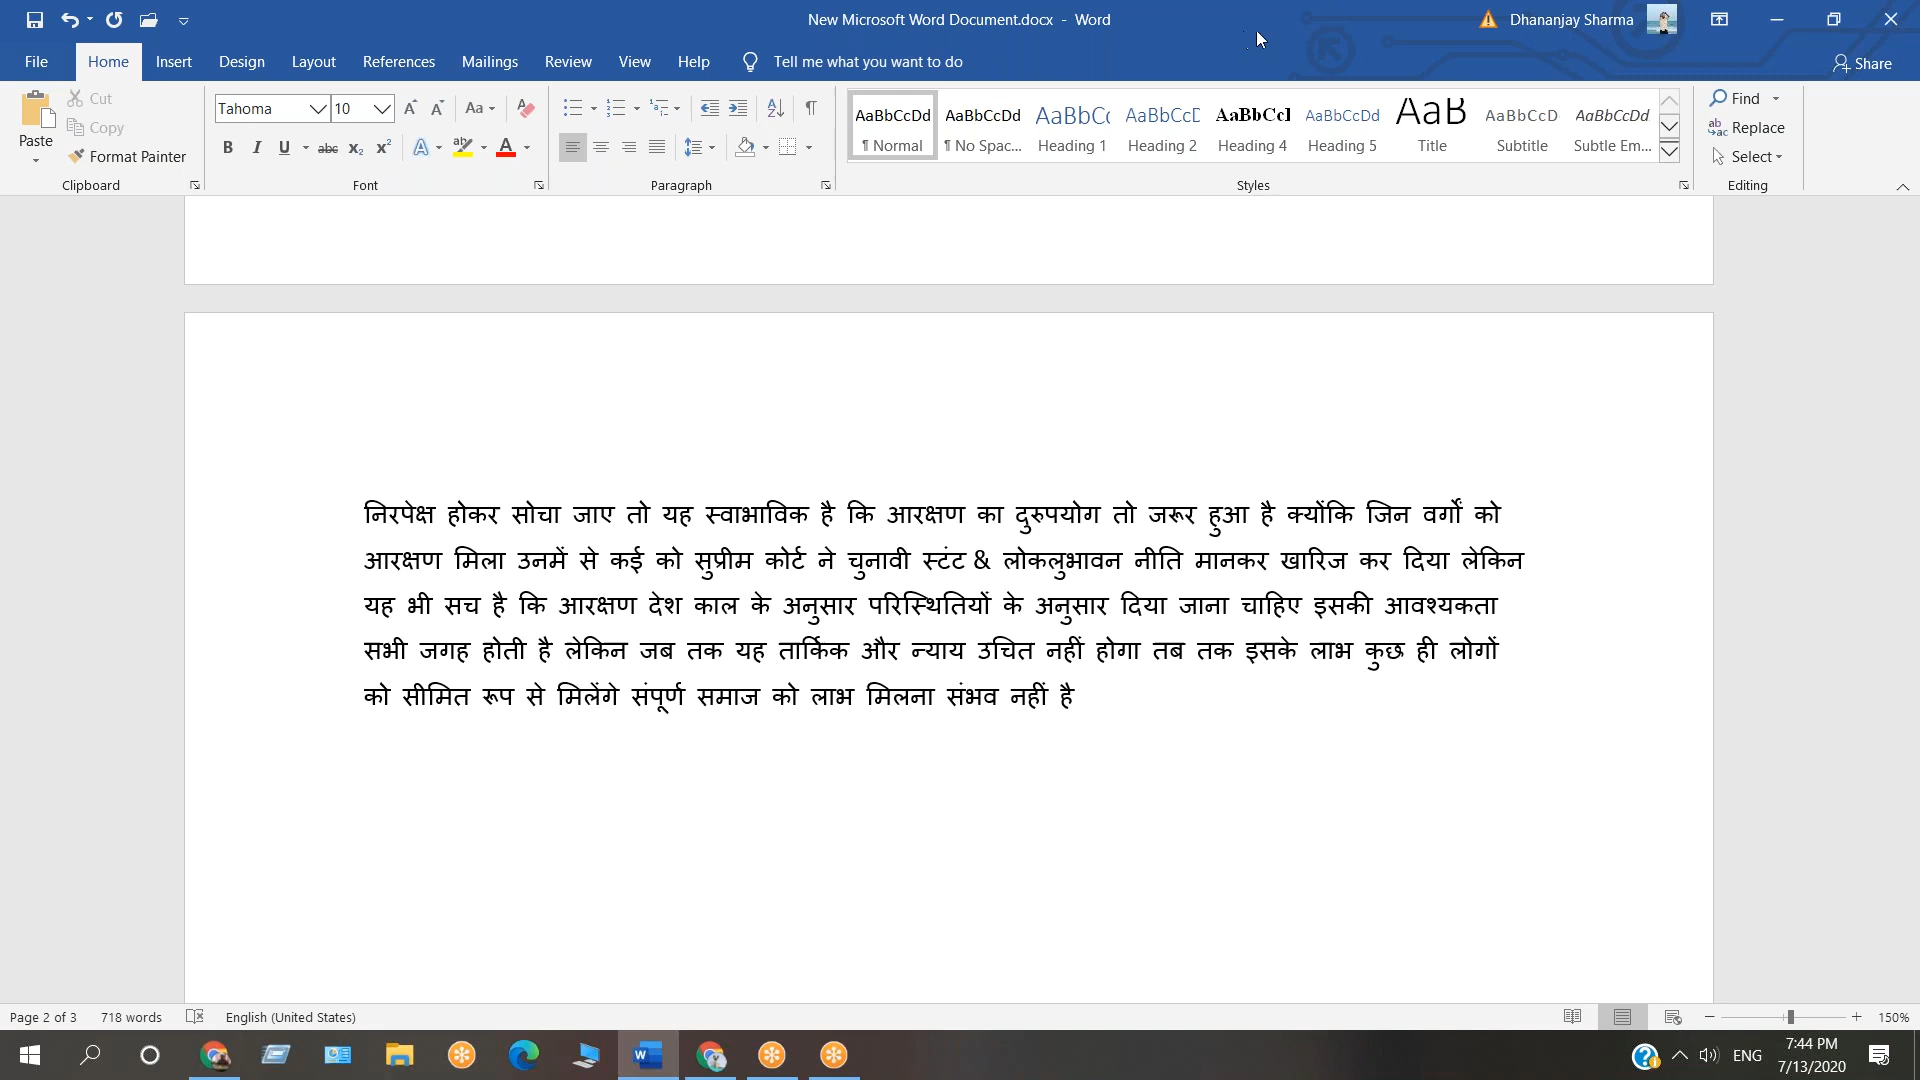 New Microsoft Word Document.docx - Word
Dhananjay Sharma
File Home Insert Design Layout References Mailings Review View Help Tell me what you want to do
Share
Paste
Cut
Copy
Format Painter
Clipboard
Tahoma 10
Font
Paragraph
AaBbCcDd AaBbCcDd AaBbCc AaBbCcD AaBbCcI AaBbCcDd AaB AaBbCcD AaBbCcDd
¶ Normal ¶ No Spac... Heading 1 Heading 2 Heading 4 Heading 5 Title Subtitle Subtle Em...
Styles
Find
Replace
Select
Editing
निरपेक्ष होकर सोचा जाए तो यह स्वाभाविक है कि आरक्षण का दुरुपयोग तो जरूर हुआ है क्योंकि जिन वर्गों को
आरक्षण मिला उनमें से कई को सुप्रीम कोर्ट ने चुनावी स्टंट & लोकलुभावन नीति मानकर खारिज कर दिया लेकिन
यह भी सच है कि आरक्षण देश काल के अनुसार परिस्थितियों के अनुसार दिया जाना चाहिए इसकी आवश्यकता
सभी जगह होती है लेकिन जब तक यह तार्किक और न्याय उचित नहीं होगा तब तक इसके लाभ कुछ ही लोगों
को सीमित रूप से मिलेंगे संपूर्ण समाज को लाभ मिलना संभव नहीं है
Page 2 of 3 718 words English (United States) 150%
ENG
7:44 PM
7/13/2020